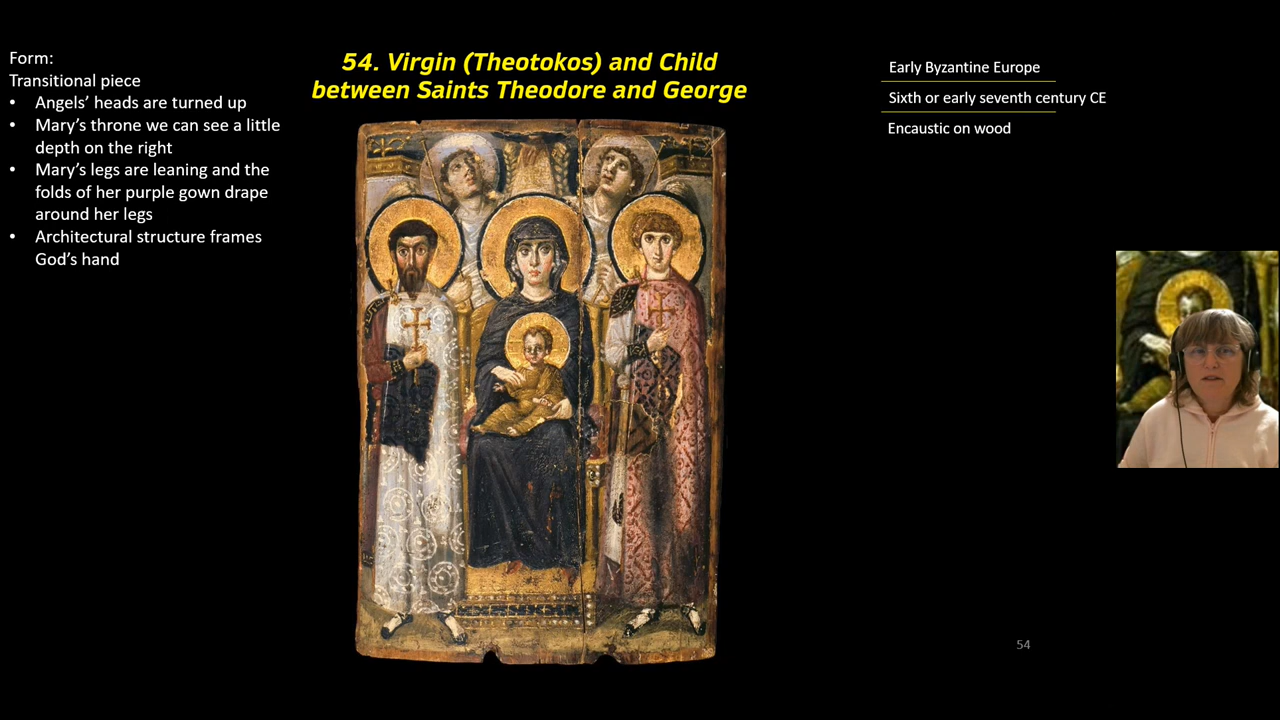 Form:
Transitional piece
• Angels' heads are turned up
• Mary's throne we can see a little
depth on the right
• Mary's legs are leaning and the
folds of her purple gown drape
around her legs
• Architectural structure frames
God's hand
54. Virgin (Theotokos) and Child
between Saints Theodore and George
Early Byzantine Europe
Sixth or early seventh century CE
Encaustic on wood
54